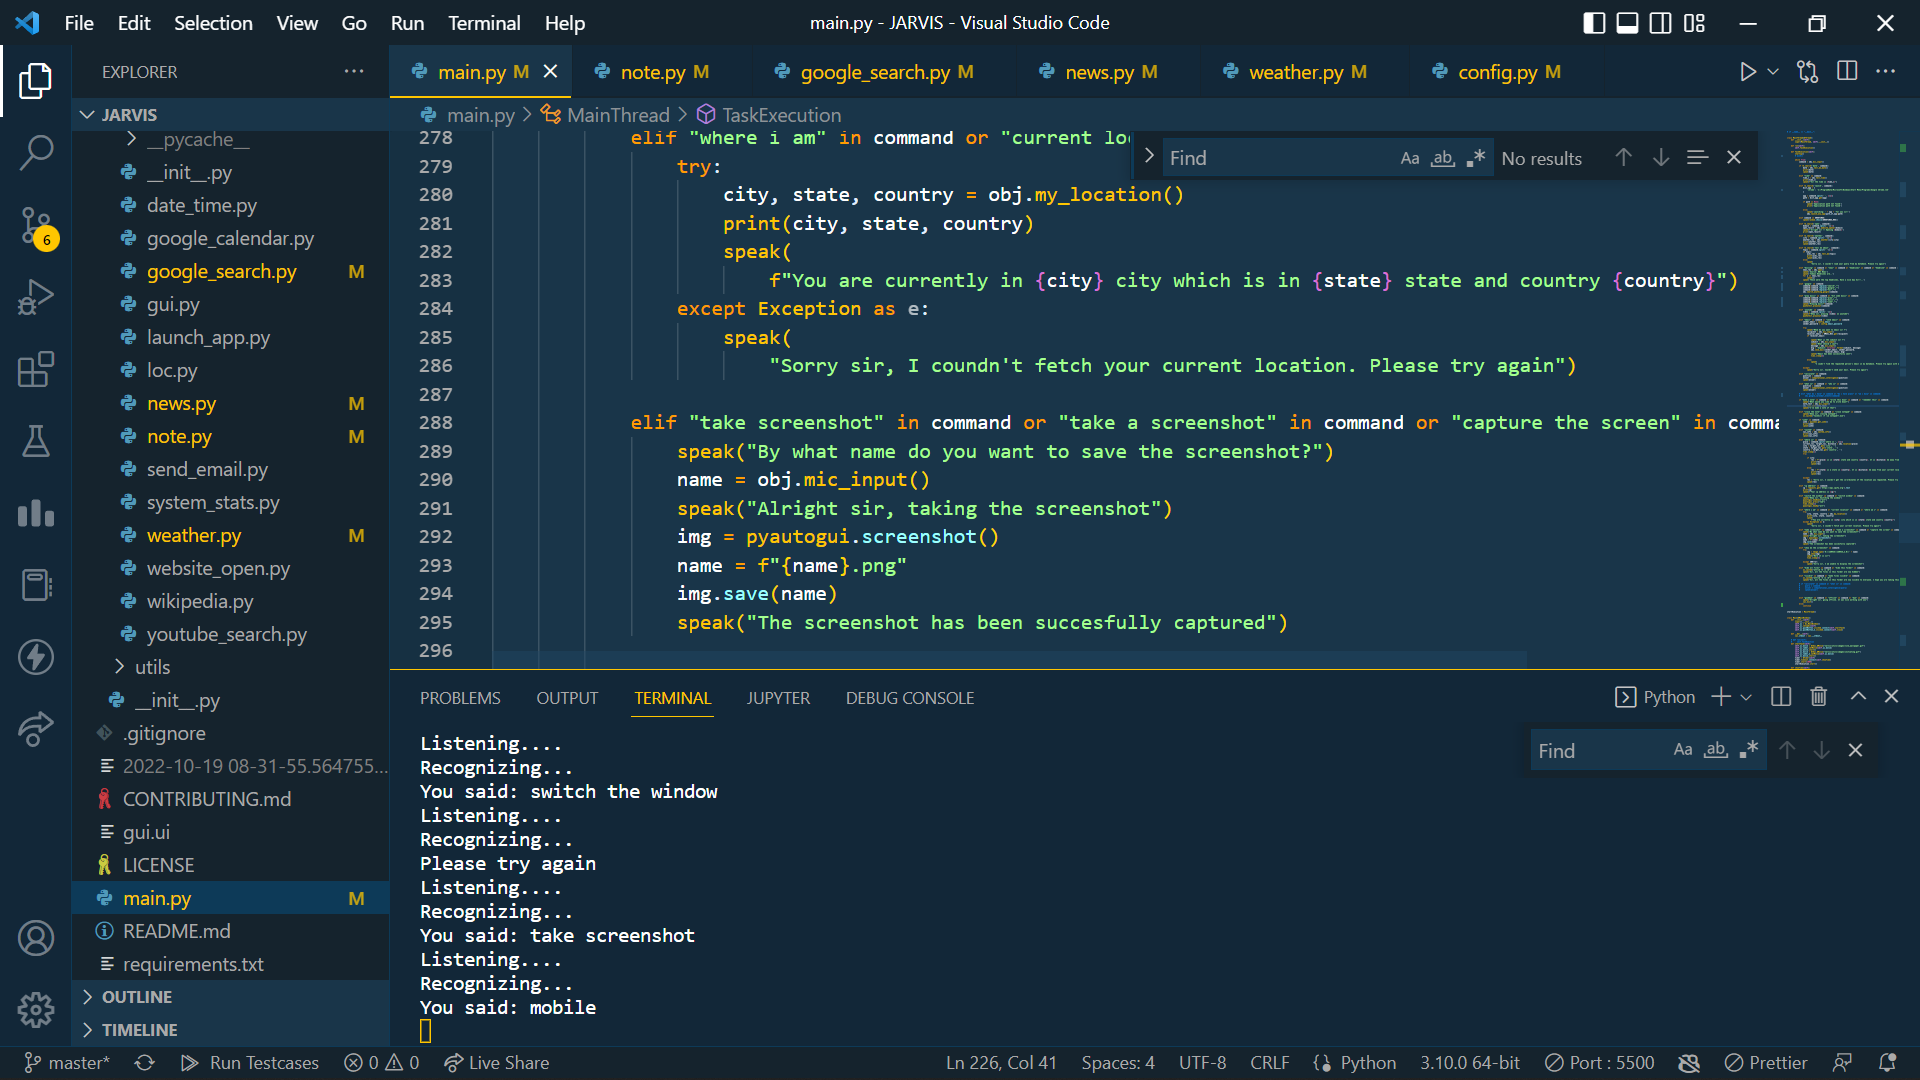 File Edit Selection View Go Run Terminal Help
main.py - JARVIS - Visual Studio Code
EXPLORER
JARVIS
__pycache__
__init__.py
date_time.py
google_calendar.py
google_search.py M
gui.py
launch_app.py
loc.py
news.py M
note.py M
send_email.py
system_stats.py
weather.py M
website_open.py
wikipedia.py
youtube_search.py
utils
__init__.py
.gitignore
2022-10-19 08-31-55.564755...
CONTRIBUTING.md
gui.ui
LICENSE
main.py M
README.md
requirements.txt
OUTLINE
TIMELINE
6
main.py M note.py M google_search.py M news.py M weather.py M config.py M
main.py > MainThread > TaskExecution
Find Aa ab No results
278 elif "where i am" in command or "current lo
279 try:
280 city, state, country = obj.my_location()
281 print(city, state, country)
282 speak(
283 f"You are currently in {city} city which is in {state} state and country {country}")
284 except Exception as e:
285 speak(
286 "Sorry sir, I coundn't fetch your current location. Please try again")
287
288 elif "take screenshot" in command or "take a screenshot" in command or "capture the screen" in comma
289 speak("By what name do you want to save the screenshot?")
290 name = obj.mic_input()
291 speak("Alright sir, taking the screenshot")
292 img = pyautogui.screenshot()
293 name = f"{name}.png"
294 img.save(name)
295 speak("The screenshot has been succesfully captured")
296
PROBLEMS OUTPUT TERMINAL JUPYTER DEBUG CONSOLE
Python
Find Aa ab
Listening....
Recognizing...
You said: switch the window
Listening....
Recognizing...
Please try again
Listening....
Recognizing...
You said: take screenshot
Listening....
Recognizing...
You said: mobile
master* Run Testcases 0 0 Live Share
Ln 226, Col 41 Spaces: 4 UTF-8 CRLF Python 3.10.0 64-bit Port : 5500 Prettier